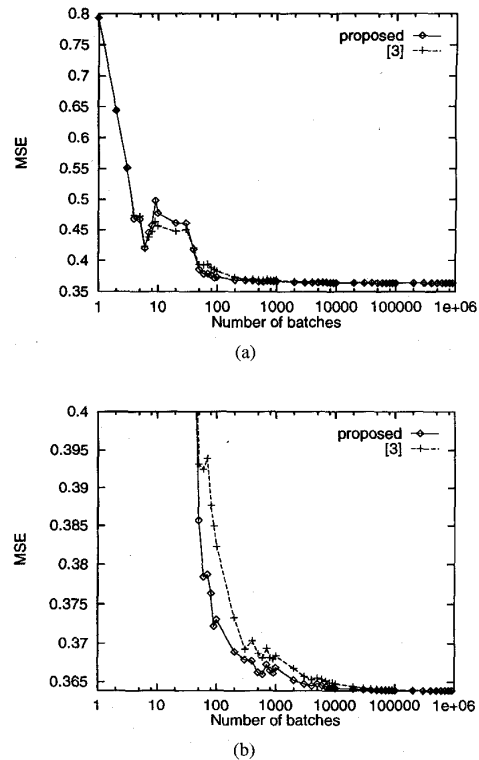 0.8
0.75
0.7
0.65
0.6
0.55
0.5
0.45
0.4
0.35
MSE
proposed
[3]
1 10 100 1000 10000 100000 1e+06
Number of batches
(a)
0.4
0.395
0.39
0.385
0.38
0.375
0.37
0.365
MSE
proposed
[3]
1 10 100 1000 10000 100000 1e+06
Number of batches
(b)